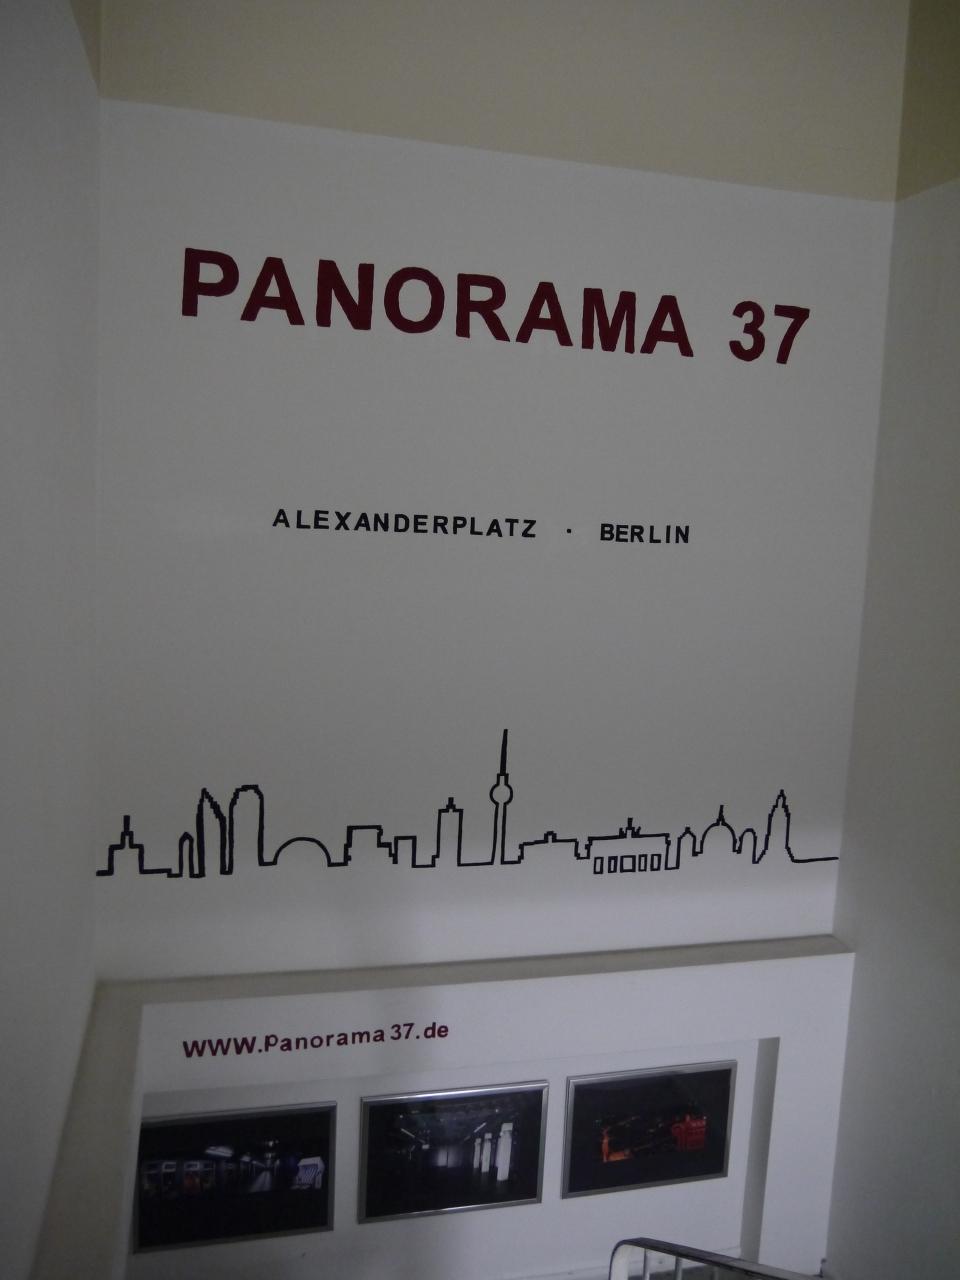 PANORAMA 37
ALEXANDERPLATZ · BERLIN
WWW.Panorama37.de